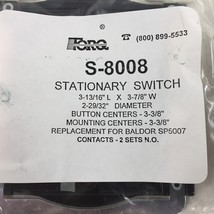 TORQ
☎ (800) 899-5533
S-8008
STATIONARY SWITCH
3-13/16" L X 3-7/8" W
2-29/32" DIAMETER
BUTTON CENTERS - 3-3/8"
MOUNTING CENTERS - 3-3/8"
REPLACEMENT FOR BALDOR SP5007
CONTACTS - 2 SETS N.O.